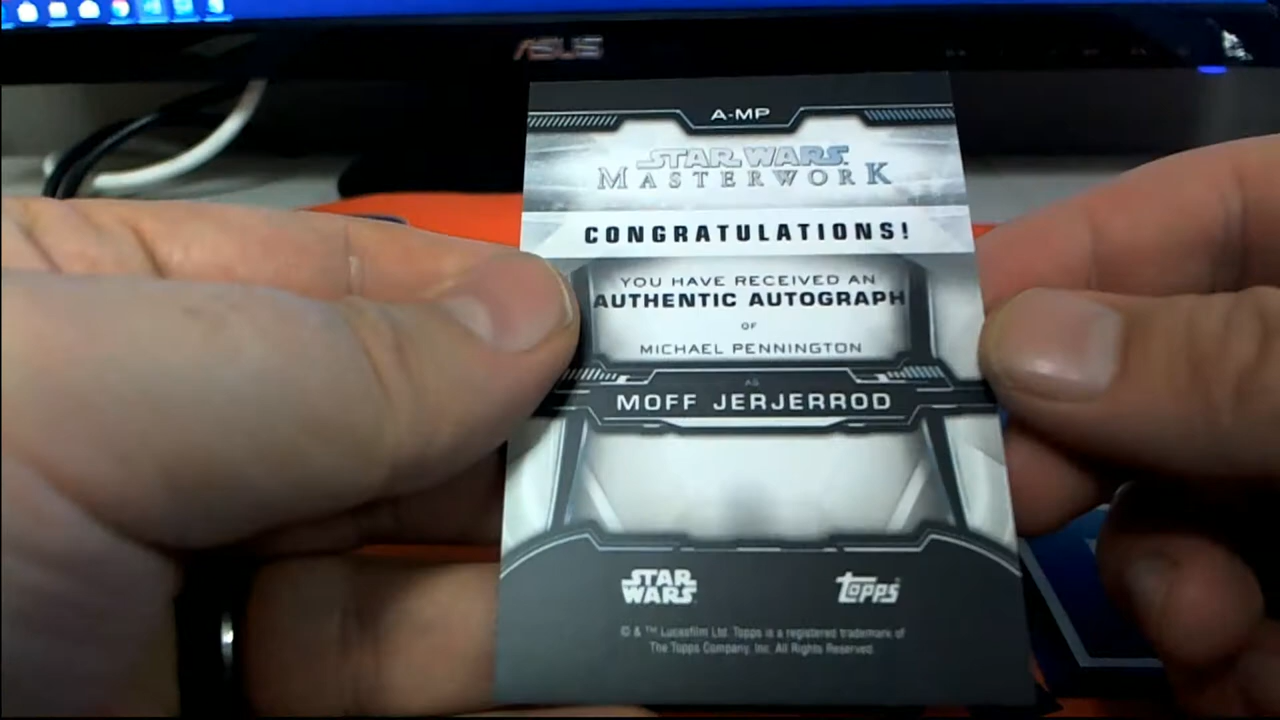 ASUS
A-MP
STAR WARS
MASTERWORK
CONGRATULATIONS!
YOU HAVE RECEIVED AN
AUTHENTIC AUTOGRAPH
OF
MICHAEL PENNINGTON
AS
MOFF JERJERROD
STAR WARS
topps
© & ™ Lucasfilm Ltd. Topps is a registered trademark of
The Topps Company, Inc. All Rights Reserved.